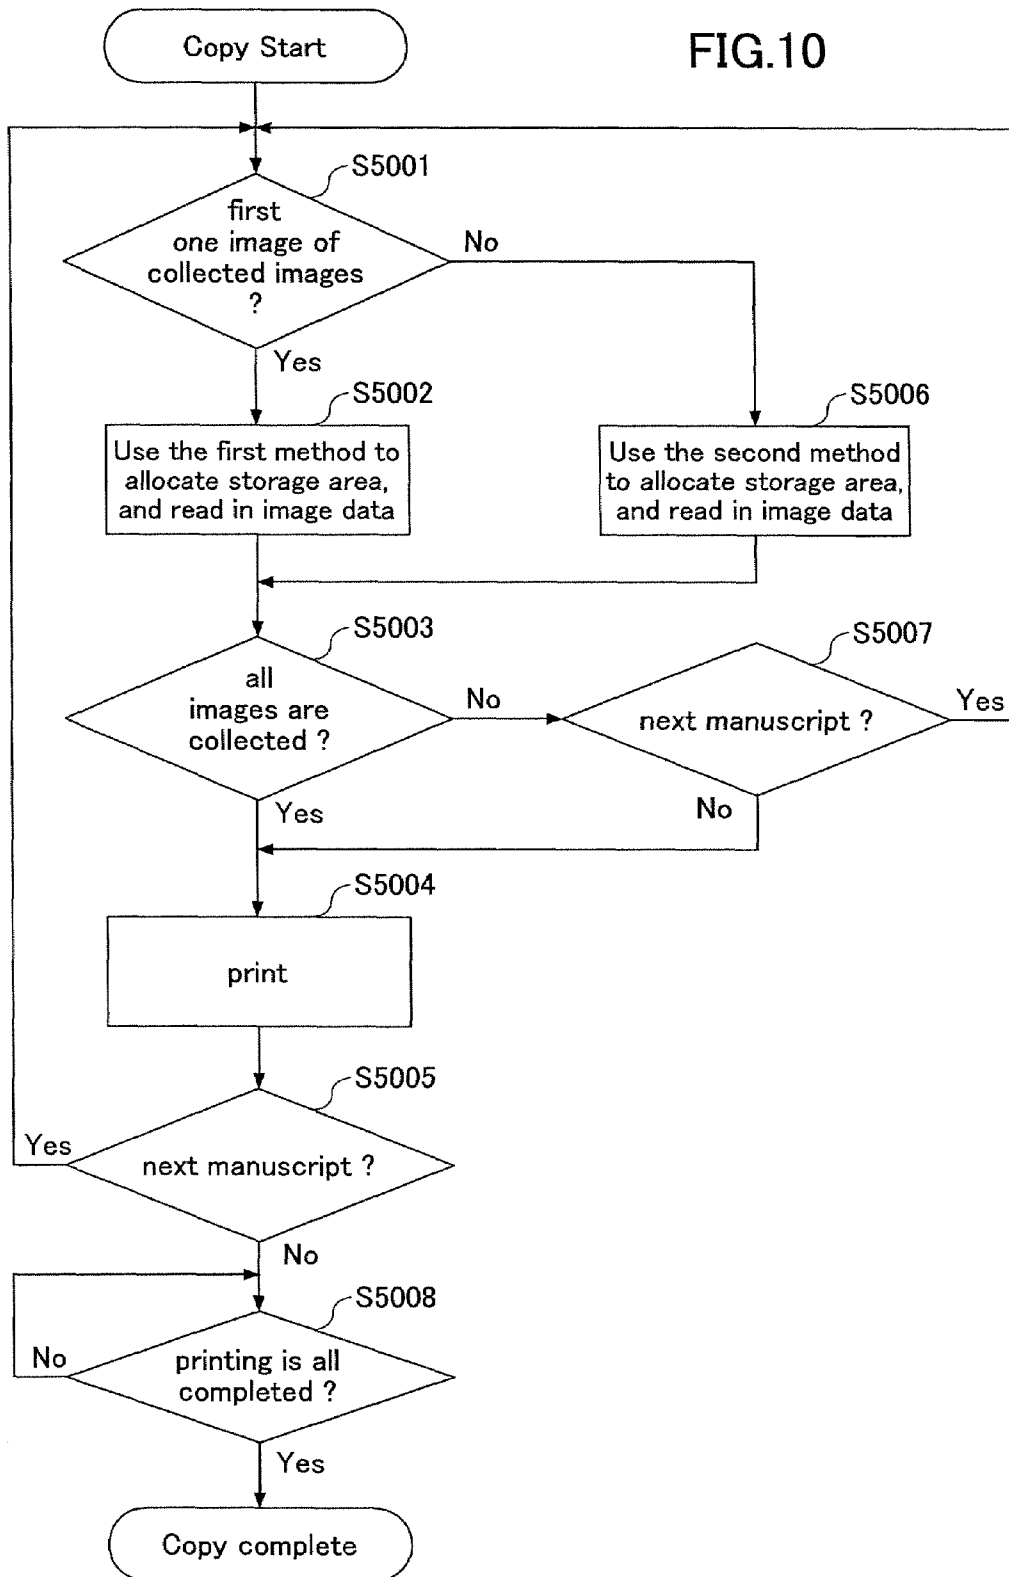 Copy Start
FIG.10
S5001
first
one image of
collected images
?
No
Yes
S5002
Use the first method to
allocate storage area,
and read in image data
S5006
Use the second method
to allocate storage area,
and read in image data
S5003
all
images are
collected ?
No
Yes
S5007
next manuscript ?
Yes
No
S5004
print
S5005
Yes
next manuscript ?
No
S5008
No
printing is all
completed ?
Yes
Copy complete